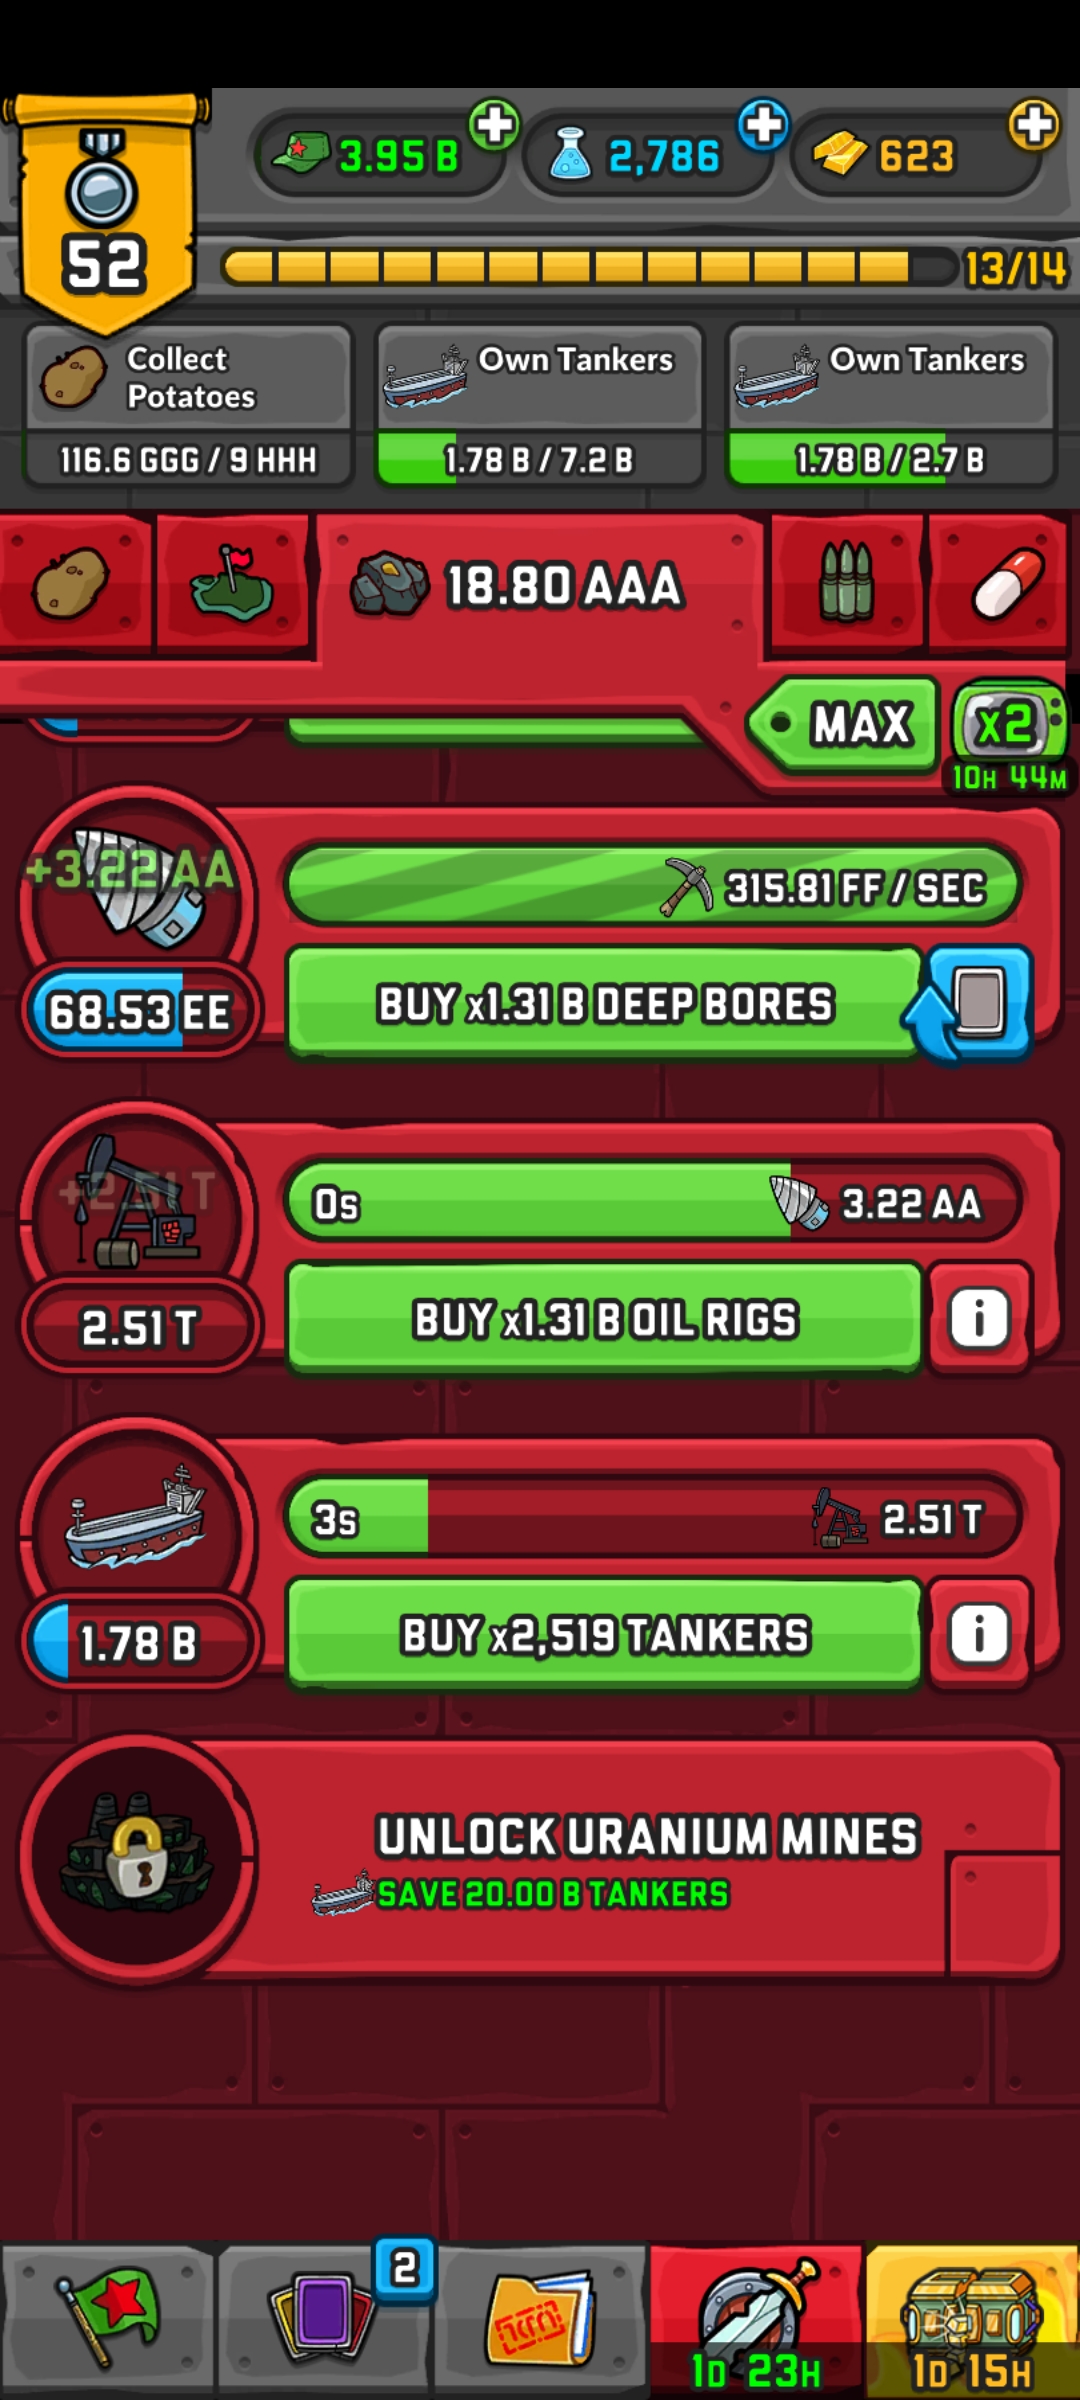 3.95 B
2,786
623
52
13/14
Collect
Potatoes
116.6 GGG / 9 HHH
Own Tankers
1.78 B / 7.2 B
Own Tankers
1.78 B / 2.7 B
18.80 AAA
MAX
x2
10H 44M
+3.22 AA
315.81 FF / SEC
68.53 EE
BUY x1.31 B DEEP BORES
+2.51 T
0s
3.22 AA
2.51 T
BUY x1.31 B OIL RIGS
i
3s
2.51 T
1.78 B
BUY x2,519 TANKERS
i
UNLOCK URANIUM MINES
SAVE 20.00 B TANKERS
2
1D 23H
1D 15H